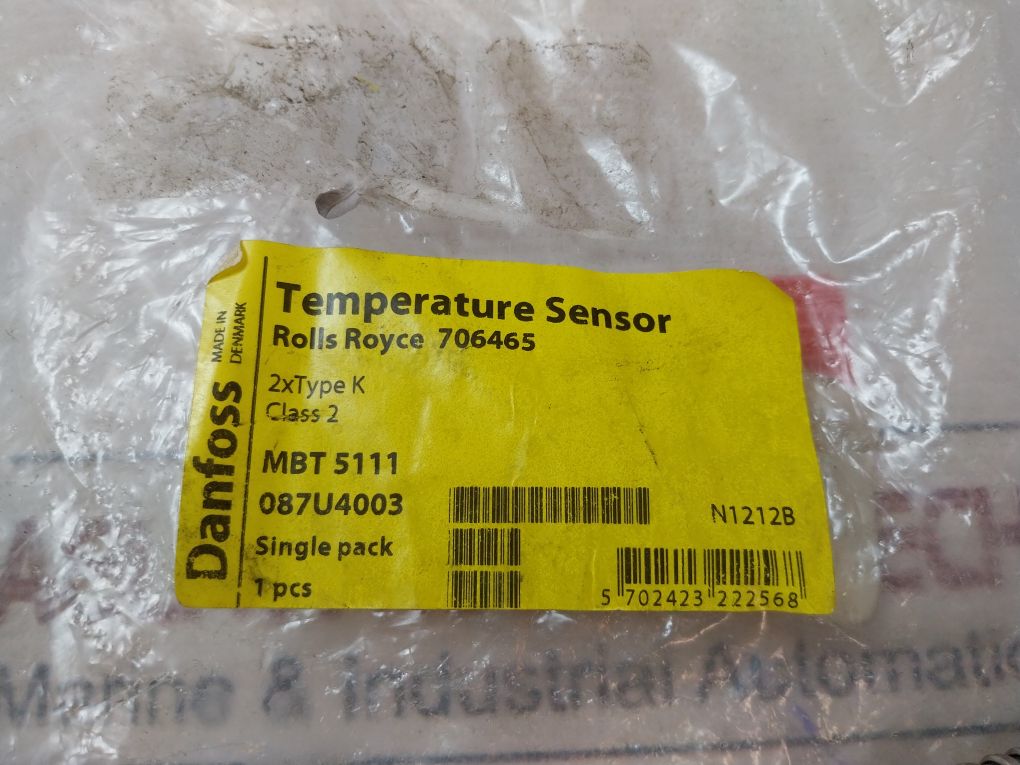 Danfoss
MADE IN
DENMARK
Temperature Sensor
Rolls Royce 706465
2xType K
Class 2
MBT 5111
087U4003
Single pack
1 pcs
N1212B
5 702423 222568
Marine & Industrial Automatio